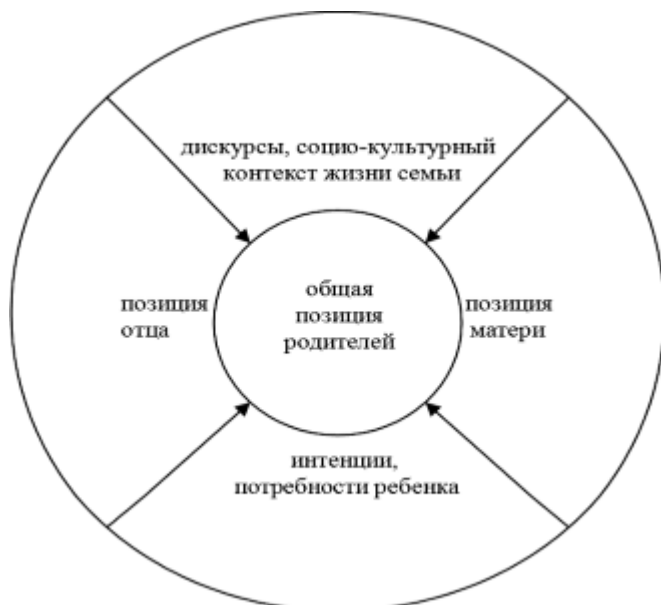 дискурсы, социо-культурный
контекст жизни семьи
позиция
отца
общая
позиция
родителей
позиция
матери
интенции,
потребности ребенка